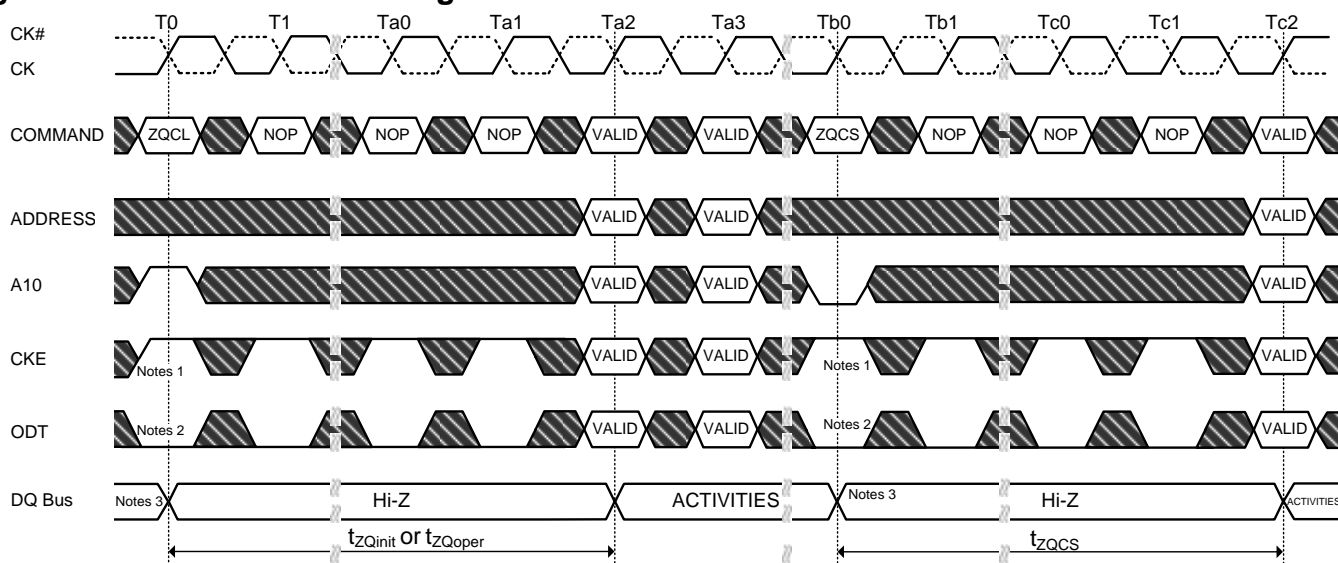 T0 T1 Ta0 Ta1 Ta2 Ta3 Tb0 Tb1 Tc0 Tc1 Tc2
CK#
CK
COMMAND ZQCL NOP NOP NOP VALID VALID ZQCS NOP NOP NOP VALID
ADDRESS VALID VALID VALID
A10 VALID VALID VALID
CKE Notes 1 VALID VALID Notes 1 VALID
ODT Notes 2 VALID VALID Notes 2 VALID
DQ Bus Notes 3 Hi-Z ACTIVITIES Notes 3 Hi-Z ACTIVITIES
tZQinit or tZQoper tZQCS